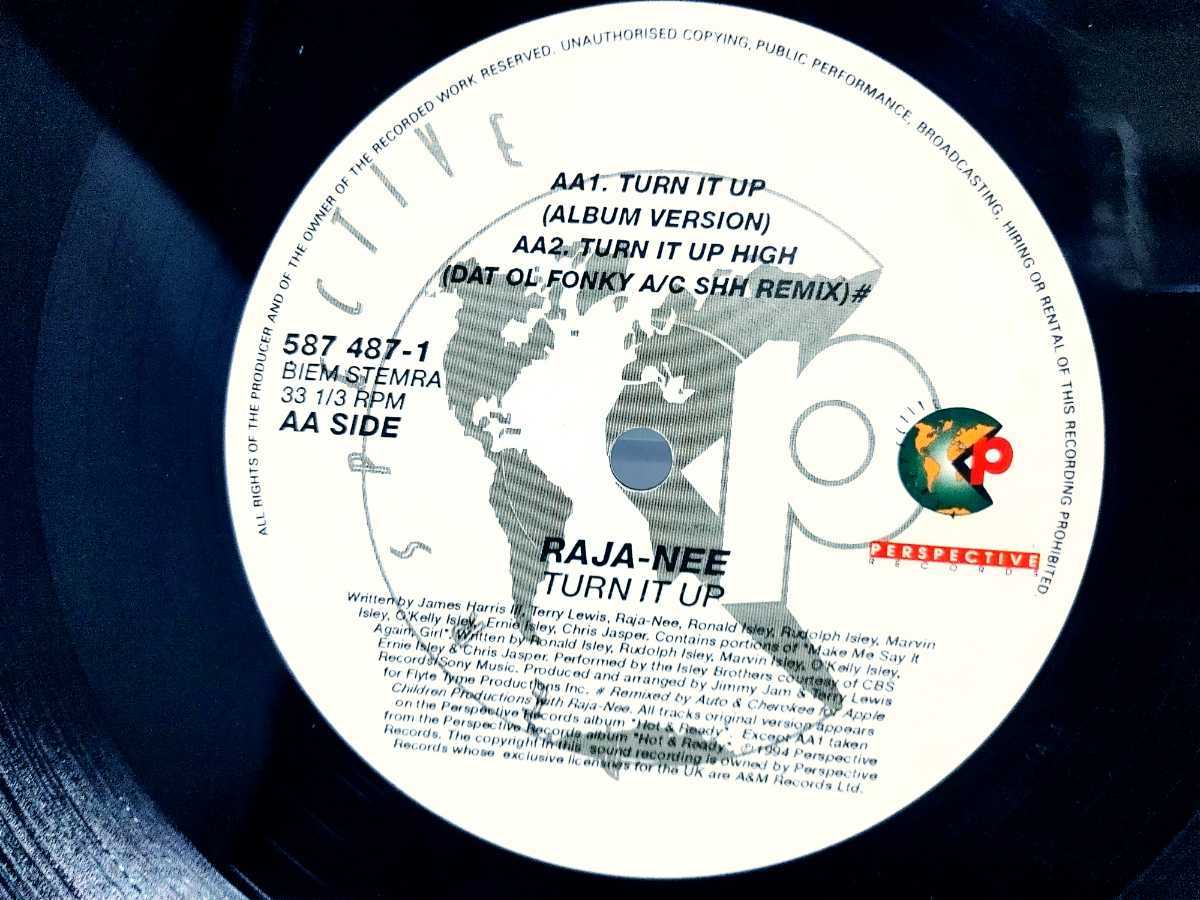 ALL RIGHTS OF THE PRODUCER AND OF THE OWNER OF THE RECORDED WORK RESERVED. UNAUTHORISED COPYING, PUBLIC PERFORMANCE, BROADCASTING, HIRING OR RENTAL OF THIS RECORDING PROHIBITED
AA1. TURN IT UP
(ALBUM VERSION)
AA2. TURN IT UP HIGH
(DAT OL FONKY A/C SHH REMIX)#
587 487-1
BIEM STEMRA
33 1/3 RPM
AA SIDE
p
PERSPECTIVE
RECORDS
RAJA-NEE
TURN IT UP
Written by James Harris III, Terry Lewis, Raja-Nee, Ronald Isley, Rudolph Isley, Marvin
Isley, O'Kelly Isley, Ernie Isley, Chris Jasper. Contains portions of "Make Me Say It
Again, Girl". Written by Ronald Isley, Rudolph Isley, Marvin Isley, O'Kelly Isley,
Ernie Isley & Chris Jasper. Performed by the Isley Brothers courtesy of CBS
Records/Sony Music. Produced and arranged by Jimmy Jam & Terry Lewis
for Flyte Tyme Productions Inc. # Remixed by Auto & Cherokee for Apple
Children Productions with Raja-Nee. All tracks original version appears
on the Perspective Records album "Hot & Ready". Except AA1 taken
from the Perspective Records album "Hot & Ready". ℗ 1994 Perspective
Records. The copyright in this sound recording is owned by Perspective
Records whose exclusive licensees for the UK are A&M Records Ltd.